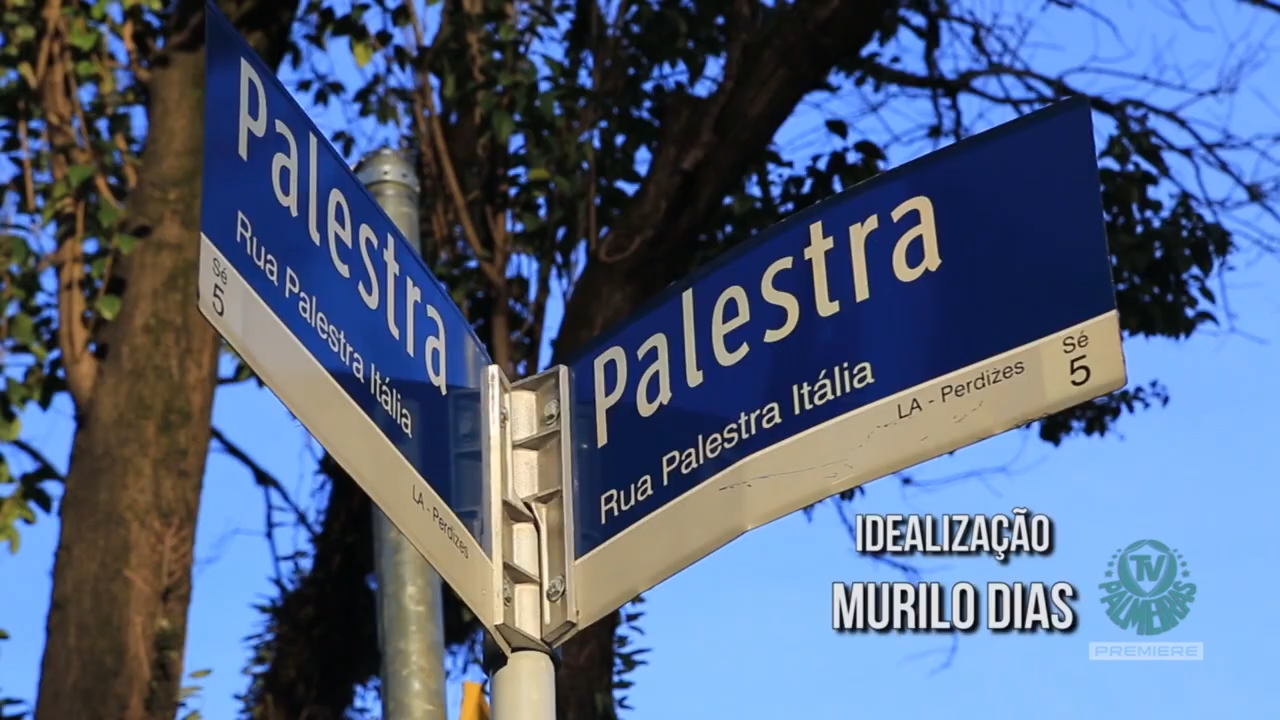 Palestra
Rua Palestra Itália
Sé
5
LA - Perdizes
Palestra
Rua Palestra Itália
LA - Perdizes
Sé
5
IDEALIZAÇÃO
MURILO DIAS
TV
PALMEIRAS
PREMIERE